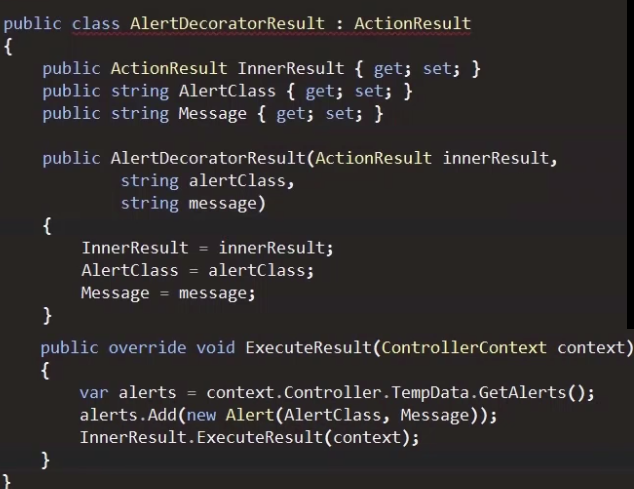 public class AlertDecoratorResult : ActionResult
{
public ActionResult InnerResult { get; set; }
public string AlertClass { get; set; }
public string Message { get; set; }
public AlertDecoratorResult(ActionResult innerResult,
string alertClass,
string message)
{
InnerResult = innerResult;
AlertClass = alertClass;
Message = message;
}
public override void ExecuteResult(ControllerContext context)
{
var alerts = context.Controller.TempData.GetAlerts();
alerts.Add(new Alert(AlertClass, Message));
InnerResult.ExecuteResult(context);
}
}